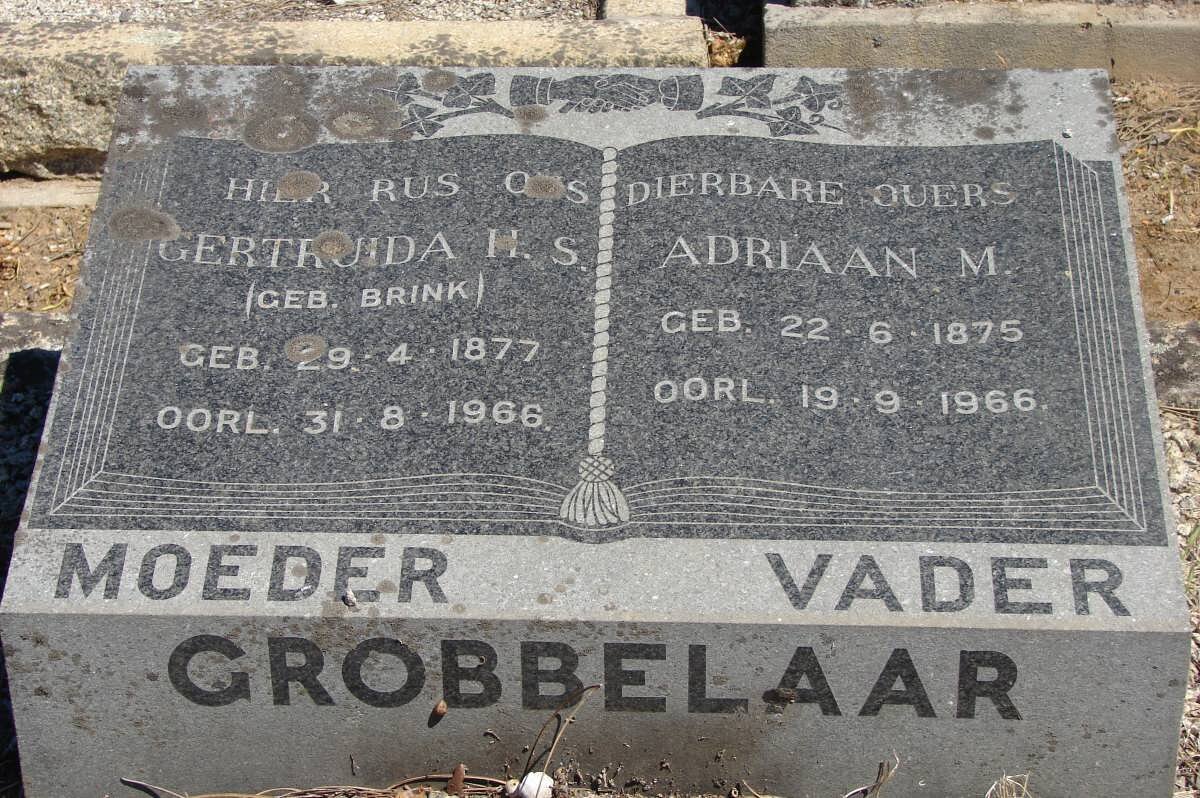 HIER RUS ONS DIERBARE OUERS
GERTRUIDA H. S.
(GEB. BRINK)
GEB. 29 · 4 · 1877
OORL. 31 · 8 · 1966.
ADRIAAN M.
GEB. 22 · 6 · 1875
OORL. 19 · 9 · 1966.
MOEDER VADER
GROBBELAAR